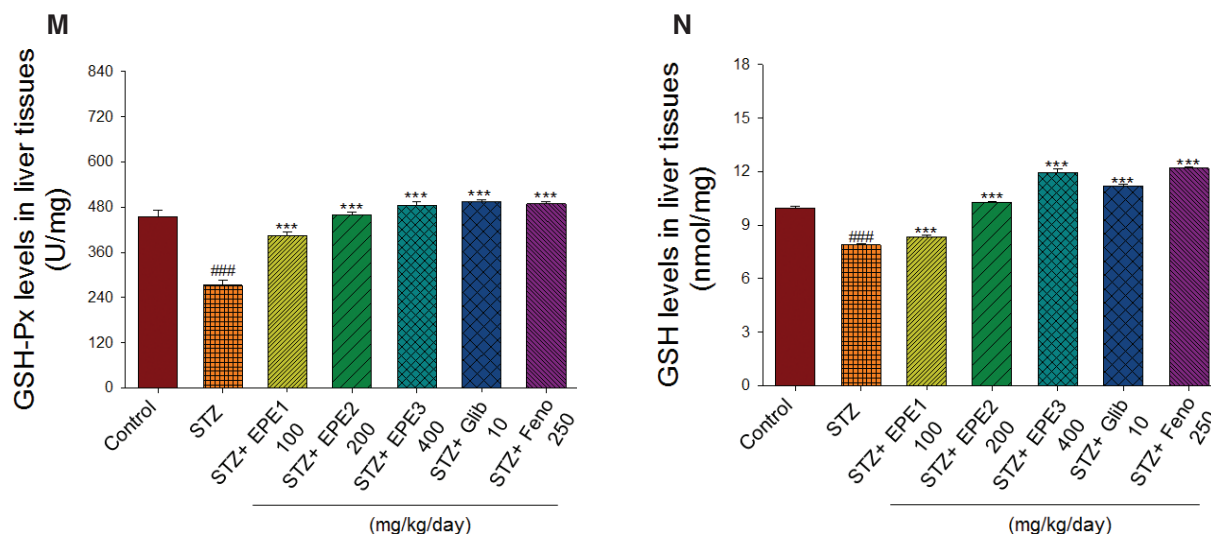 M
GSH-Px levels in liver tissues
(U/mg)
840
720
600
480
360
240
120
0
###
***
***
***
***
***
Control
STZ
STZ+ EPE1
100
STZ+ EPE2
200
STZ+ EPE3
400
STZ+ Glib
10
STZ+ Feno
250
(mg/kg/day)
N
GSH levels in liver tissues
(nmol/mg)
18
15
12
9
6
3
0
###
***
***
***
***
***
Control
STZ
STZ+ EPE1
100
STZ+ EPE2
200
STZ+ EPE3
400
STZ+ Glib
10
STZ+ Feno
250
(mg/kg/day)